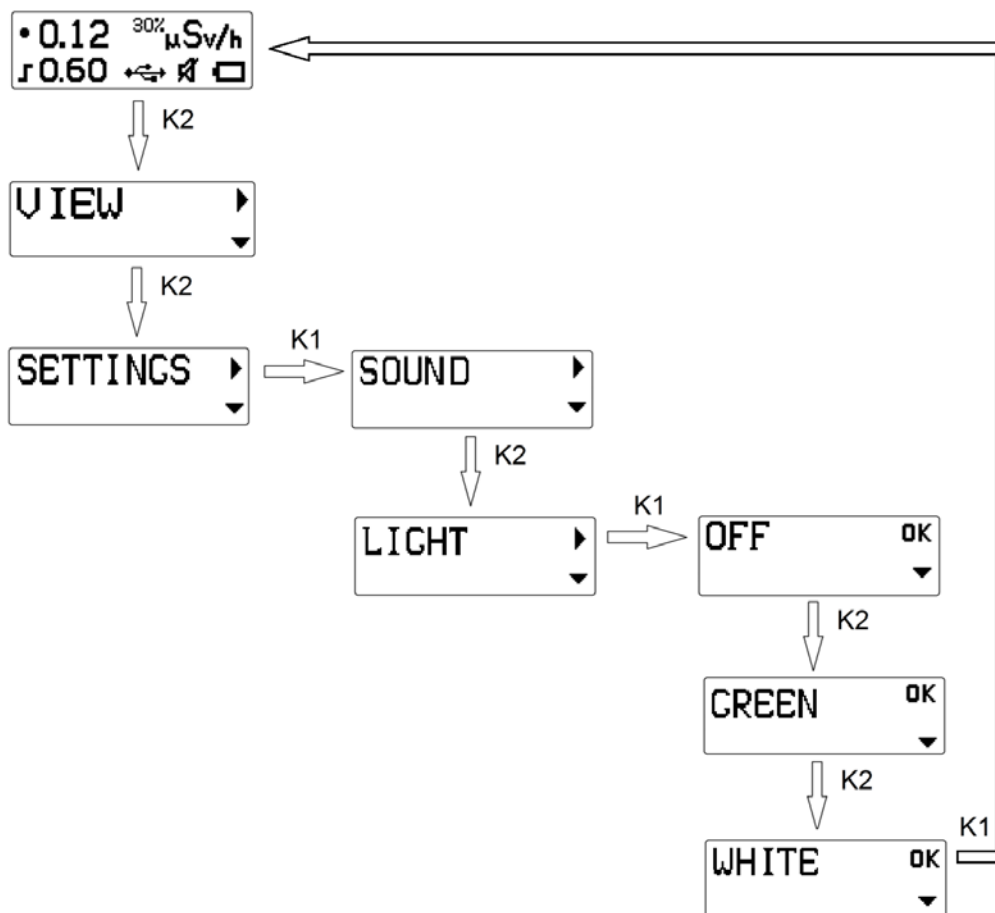 • 0.12 30% µSv/h
0.60
K2
VIEW
K2
SETTINGS
K1
SOUND
K2
LIGHT
K1
OFF OK
K2
GREEN OK
K2
WHITE OK
K1